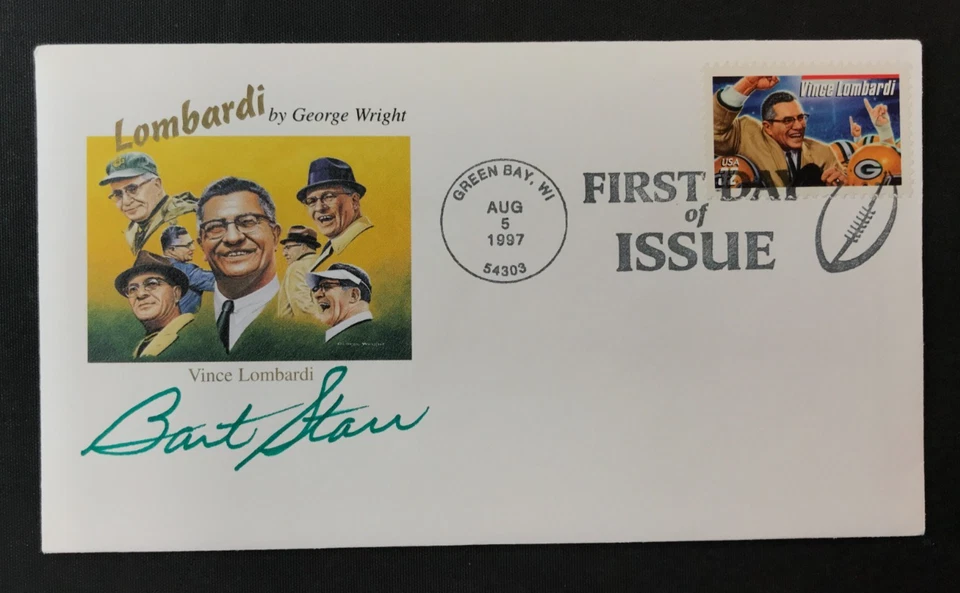 Lombardi by George Wright
Vince Lombardi
Bart Starr
GREEN BAY, WI
AUG
5
1997
54303
FIRST DAY
of
ISSUE
Vince Lombardi
USA
G